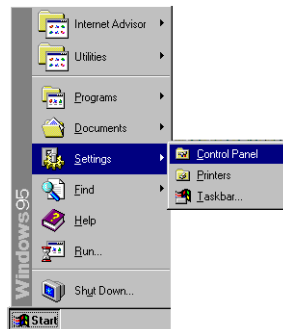 Internet Advisor
Utilities
Programs
Documents
Settings
Control Panel
Printers
Taskbar...
Find
Help
Run...
Shut Down...
Windows95
Start